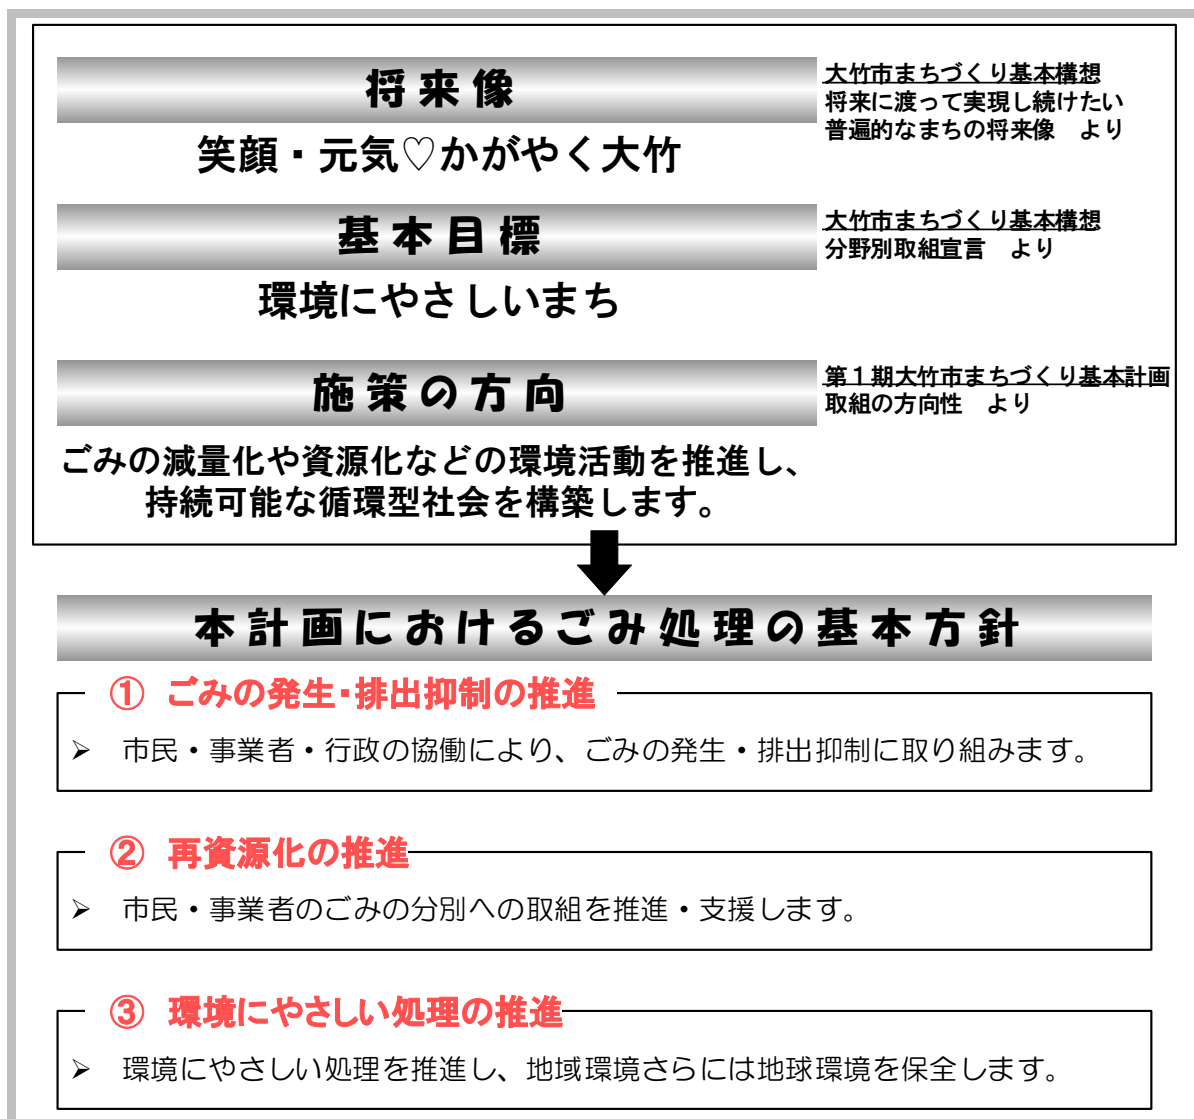 将来像
大竹市まちづくり基本構想
将来に渡って実現し続けたい
普遍的なまちの将来像　より
笑顔・元気♡かがやく大竹
基本目標
大竹市まちづくり基本構想
分野別取組宣言　より
環境にやさしいまち
施策の方向
第１期大竹市まちづくり基本計画
取組の方向性　より
ごみの減量化や資源化などの環境活動を推進し、
持続可能な循環型社会を構築します。
本計画におけるごみ処理の基本方針
① ごみの発生・排出抑制の推進
➢ 市民・事業者・行政の協働により、ごみの発生・排出抑制に取り組みます。
② 再資源化の推進
➢ 市民・事業者のごみの分別への取組を推進・支援します。
③ 環境にやさしい処理の推進
➢ 環境にやさしい処理を推進し、地域環境さらには地球環境を保全します。